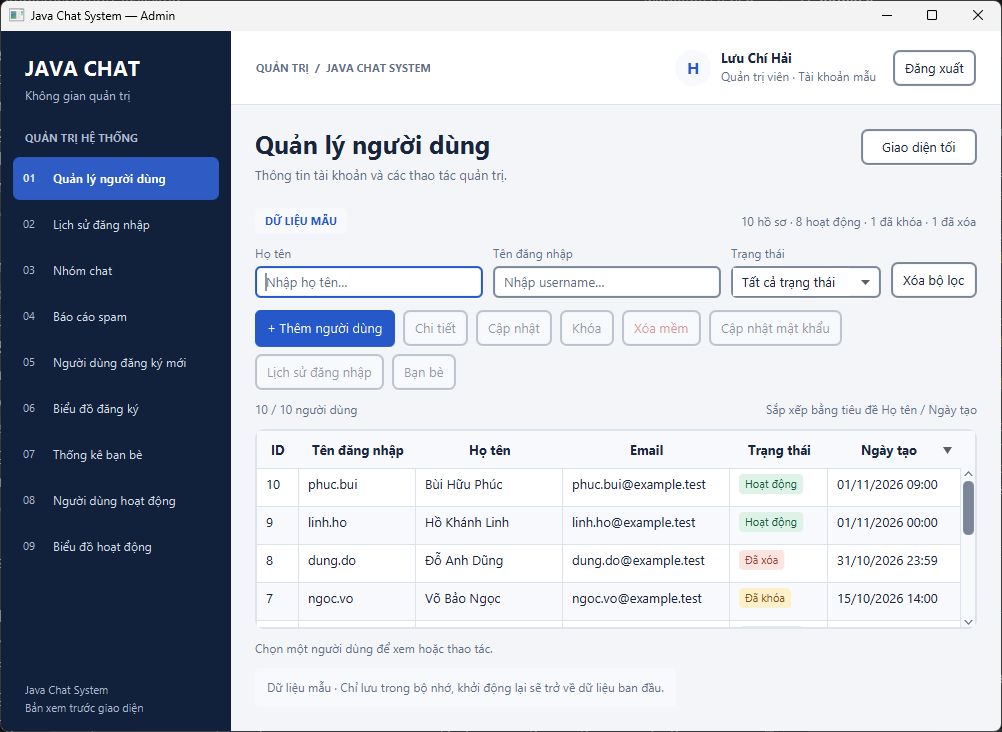 Java Chat System — Admin
JAVA CHAT
Không gian quản trị
QUẢN TRỊ HỆ THỐNG
01 Quản lý người dùng
02 Lịch sử đăng nhập
03 Nhóm chat
04 Báo cáo spam
05 Người dùng đăng ký mới
06 Biểu đồ đăng ký
07 Thống kê bạn bè
08 Người dùng hoạt động
09 Biểu đồ hoạt động
Java Chat System
Bản xem trước giao diện
QUẢN TRỊ / JAVA CHAT SYSTEM
H
Lưu Chí Hải
Quản trị viên · Tài khoản mẫu
Đăng xuất
Quản lý người dùng
Thông tin tài khoản và các thao tác quản trị.
Giao diện tối
DỮ LIỆU MẪU
10 hồ sơ · 8 hoạt động · 1 đã khóa · 1 đã xóa
Họ tên Tên đăng nhập Trạng thái
Nhập họ tên... Nhập username... Tất cả trạng thái Xóa bộ lọc
+ Thêm người dùng Chi tiết Cập nhật Khóa Xóa mềm Cập nhật mật khẩu
Lịch sử đăng nhập Bạn bè
10 / 10 người dùng Sắp xếp bằng tiêu đề Họ tên / Ngày tạo
ID Tên đăng nhập Họ tên Email Trạng thái Ngày tạo
10 phuc.bui Bùi Hữu Phúc phuc.bui@example.test Hoạt động 01/11/2026 09:00
9 linh.ho Hồ Khánh Linh linh.ho@example.test Hoạt động 01/11/2026 00:00
8 dung.do Đỗ Anh Dũng dung.do@example.test Đã xóa 31/10/2026 23:59
7 ngoc.vo Võ Bảo Ngọc ngoc.vo@example.test Đã khóa 15/10/2026 14:00
Chọn một người dùng để xem hoặc thao tác.
Dữ liệu mẫu · Chỉ lưu trong bộ nhớ, khởi động lại sẽ trở về dữ liệu ban đầu.